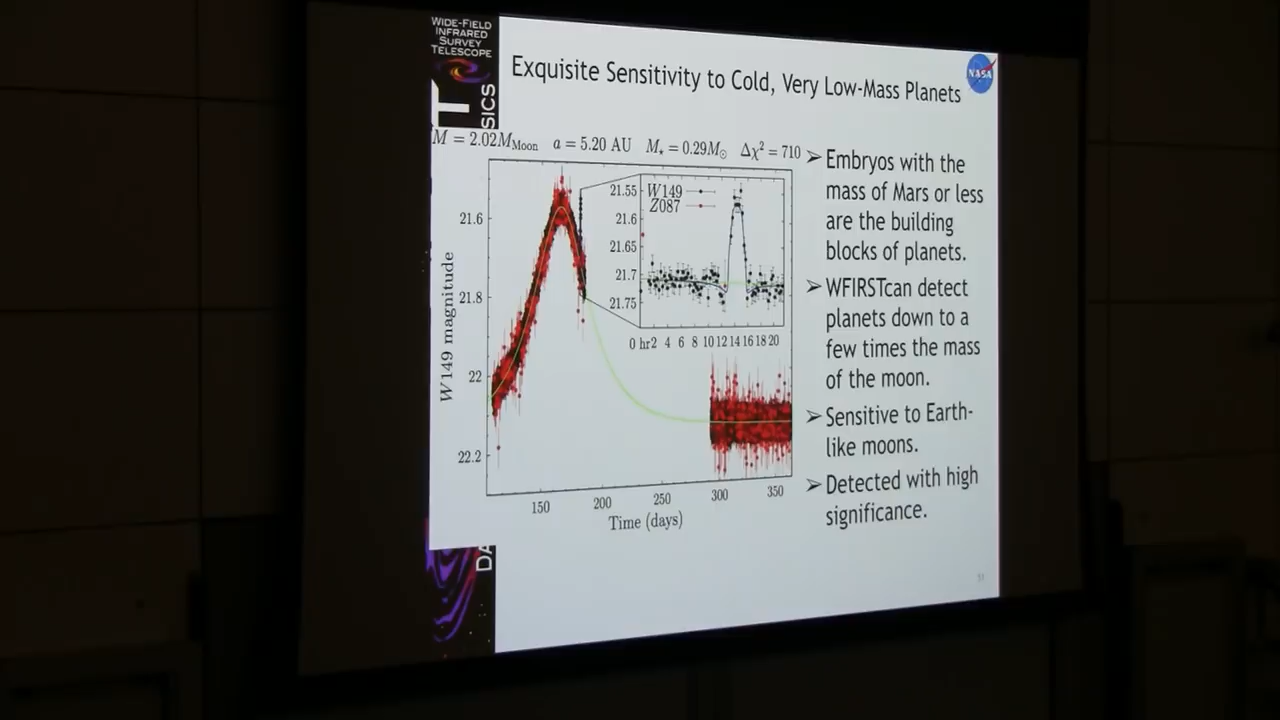 WIDE-FIELD
INFRARED
SURVEY
TELESCOPE
T
SICS
DA
Exquisite Sensitivity to Cold, Very Low-Mass Planets
NASA
M = 2.02M_Moon a = 5.20 AU M⋆ = 0.29M⊙ Δχ² = 710
W149 magnitude
21.6
21.8
22
22.2
150 200 250 300 350
Time (days)
W149
Z087
21.55
21.6
21.65
21.7
21.75
0 hr 2 4 6 8 10 12 14 16 18 20
➢ Embryos with the
mass of Mars or less
are the building
blocks of planets.
➢ WFIRSTcan detect
planets down to a
few times the mass
of the moon.
➢ Sensitive to Earth-
like moons.
➢ Detected with high
significance.